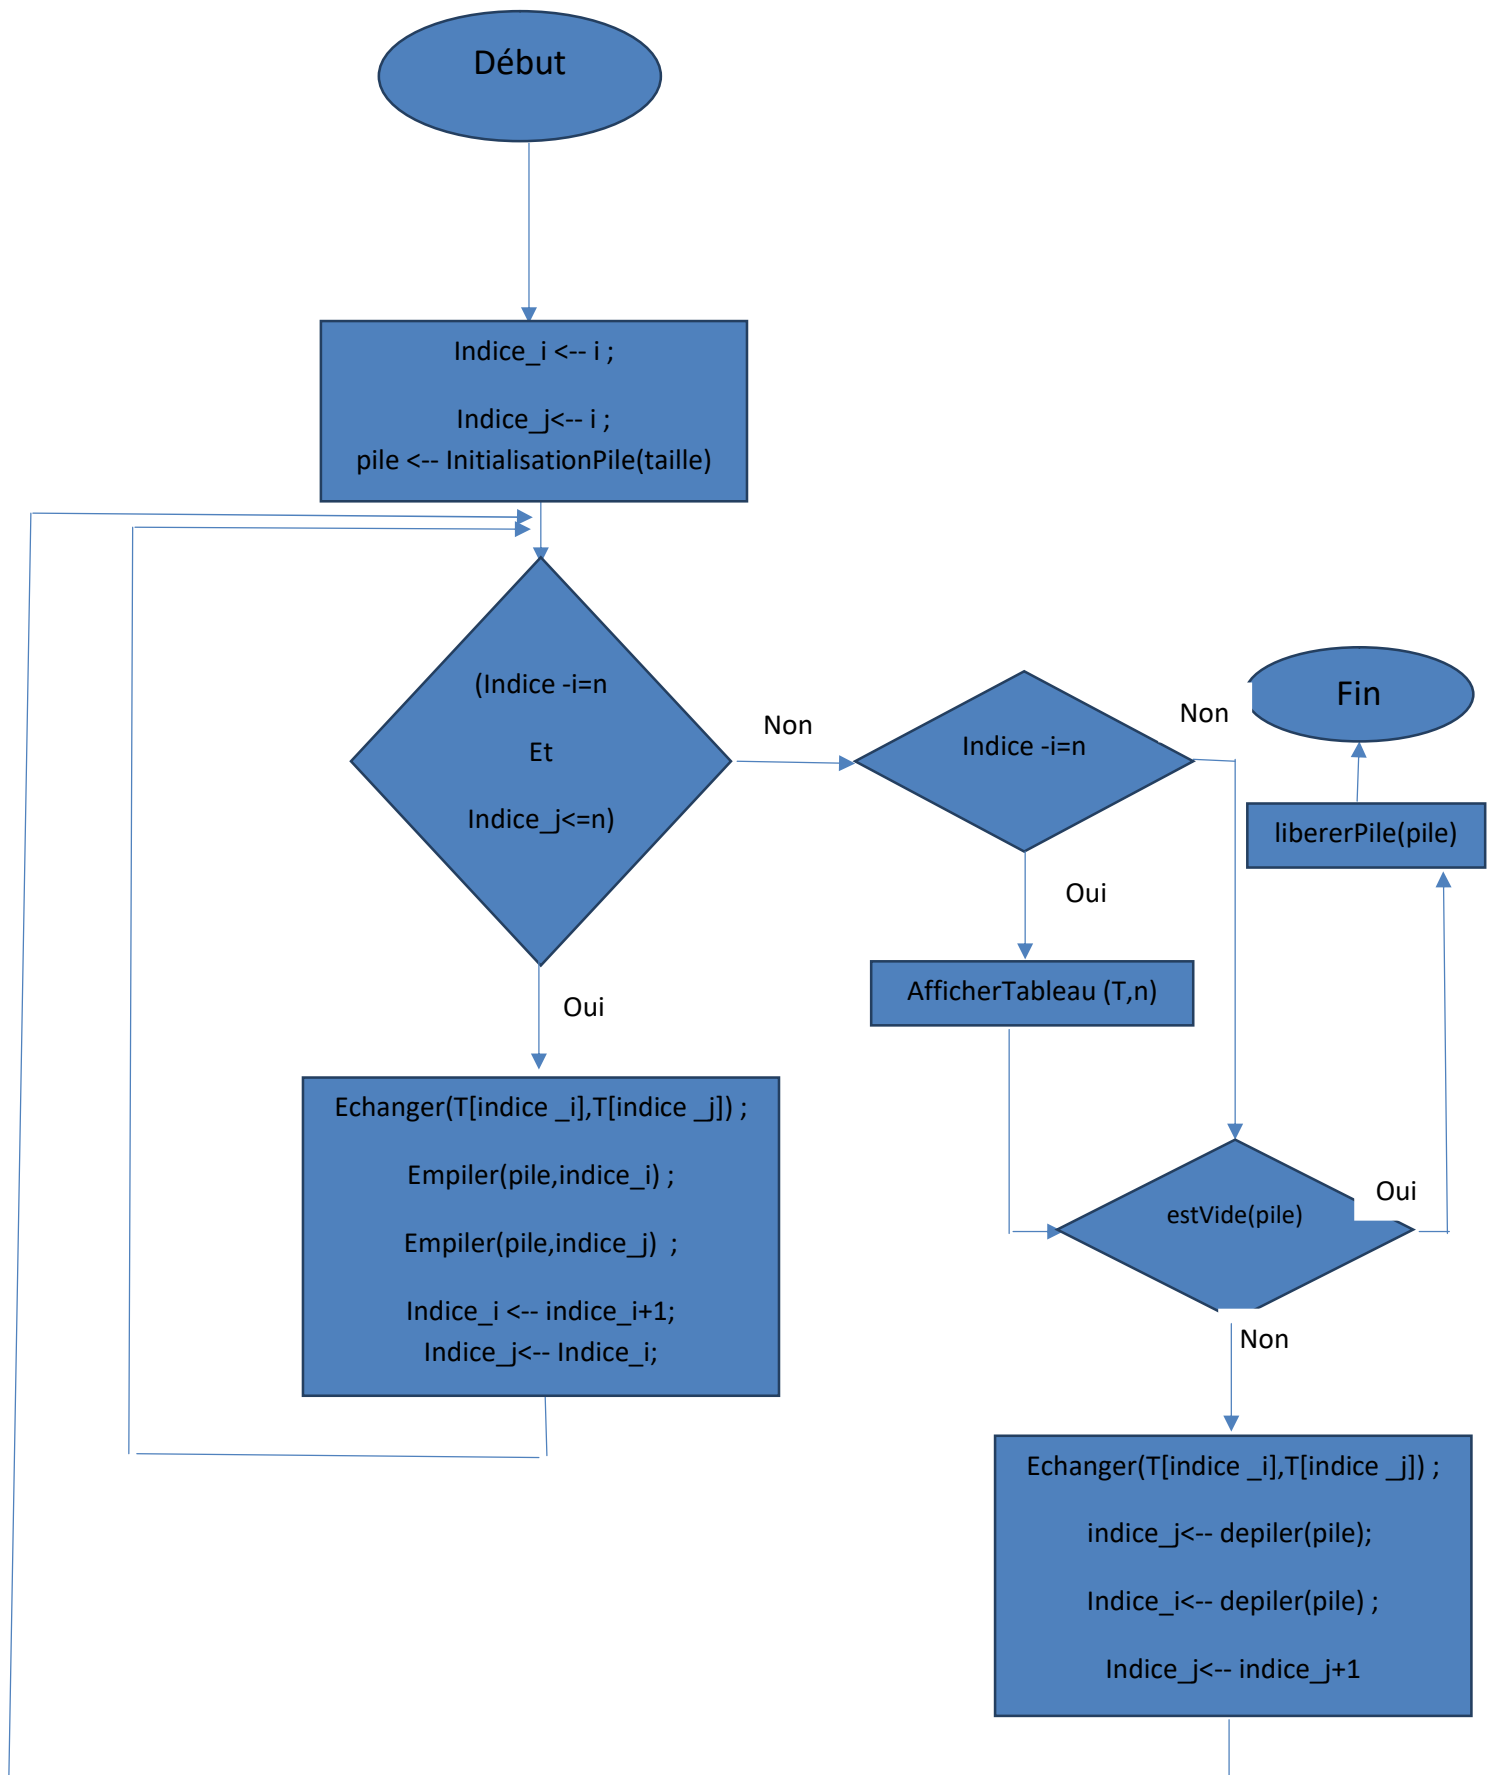 Début
Indice_i <-- i ;
Indice_j<-- i ;
pile <-- InitialisationPile(taille)
(Indice -i=n
Et
Indice_j<=n)
Non
Indice -i=n
Non
Fin
libererPile(pile)
Oui
AfficherTableau (T,n)
Oui
Echanger(T[indice _i],T[indice _j]) ;
Empiler(pile,indice_i) ;
Empiler(pile,indice_j)  ;
Indice_i <-- indice_i+1;
Indice_j<-- Indice_i;
estVide(pile)
Oui
Non
Echanger(T[indice _i],T[indice _j]) ;
indice_j<-- depiler(pile);
Indice_i<-- depiler(pile) ;
Indice_j<-- indice_j+1